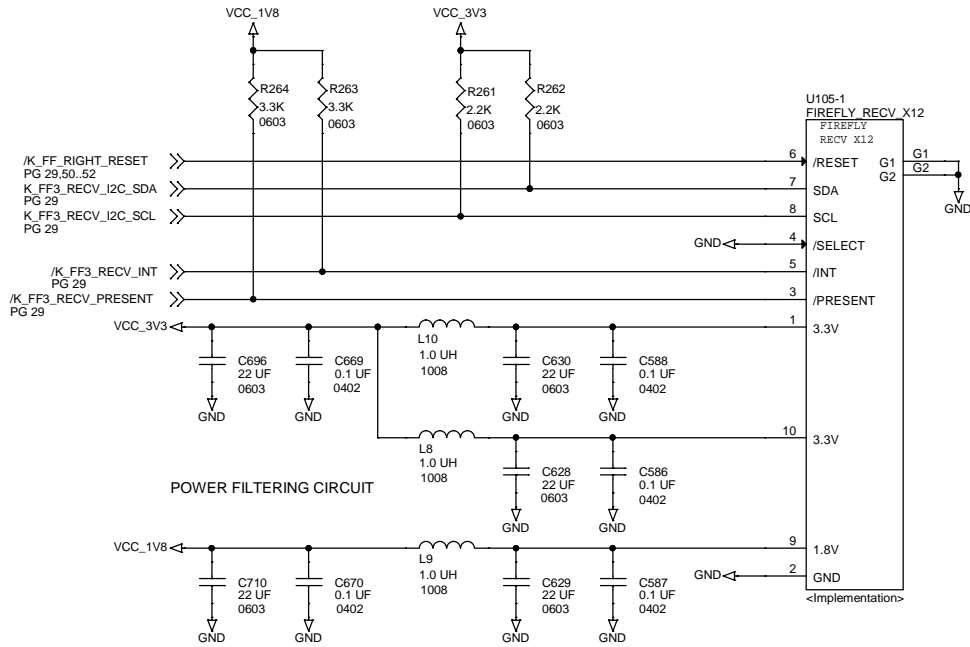 VCC_1V8
VCC_3V3
R264
3.3K
0603
R263
3.3K
0603
R261
2.2K
0603
R262
2.2K
0603
U105-1
FIREFLY_RECV_X12
FIREFLY
RECV X12
/K_FF_RIGHT_RESET
PG 29,50..52
6
/RESET
G1
G1
G2
G2
GND
K_FF3_RECV_I2C_SDA
PG 29
7
SDA
K_FF3_RECV_I2C_SCL
PG 29
8
SCL
GND
4
/SELECT
/K_FF3_RECV_INT
PG 29
5
/INT
/K_FF3_RECV_PRESENT
PG 29
3
/PRESENT
VCC_3V3
1
3.3V
L10
1.0 UH
1008
C696
22 UF
0603
GND
C669
0.1 UF
0402
GND
C630
22 UF
0603
GND
C588
0.1 UF
0402
GND
10
3.3V
L8
1.0 UH
1008
C628
22 UF
0603
GND
C586
0.1 UF
0402
GND
POWER FILTERING CIRCUIT
VCC_1V8
9
1.8V
L9
1.0 UH
1008
GND
2
GND
C710
22 UF
0603
GND
C670
0.1 UF
0402
GND
C629
22 UF
0603
GND
C587
0.1 UF
0402
GND
<Implementation>